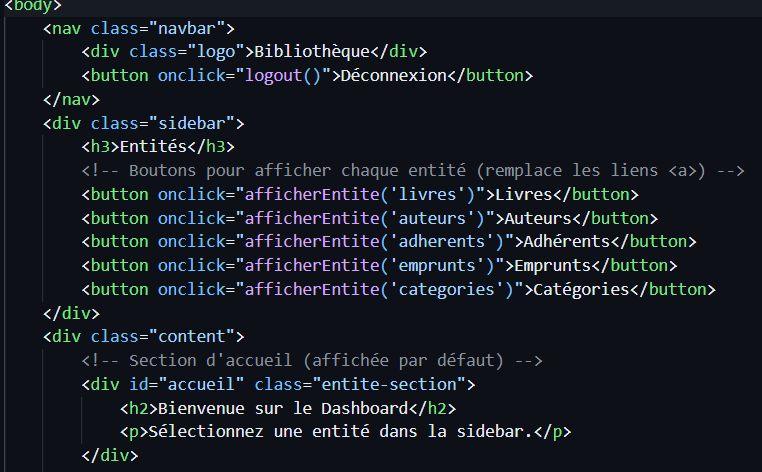 <body>
<nav class="navbar">
<div class="logo">Bibliothèque</div>
<button onclick="logout()">Déconnexion</button>
</nav>
<div class="sidebar">
<h3>Entités</h3>
<!-- Boutons pour afficher chaque entité (remplace les liens <a>) -->
<button onclick="afficherEntite('livres')">Livres</button>
<button onclick="afficherEntite('auteurs')">Auteurs</button>
<button onclick="afficherEntite('adherents')">Adhérents</button>
<button onclick="afficherEntite('emprunts')">Emprunts</button>
<button onclick="afficherEntite('categories')">Catégories</button>
</div>
<div class="content">
<!-- Section d'accueil (affichée par défaut) -->
<div id="accueil" class="entite-section">
<h2>Bienvenue sur le Dashboard</h2>
<p>Sélectionnez une entité dans la sidebar.</p>
</div>